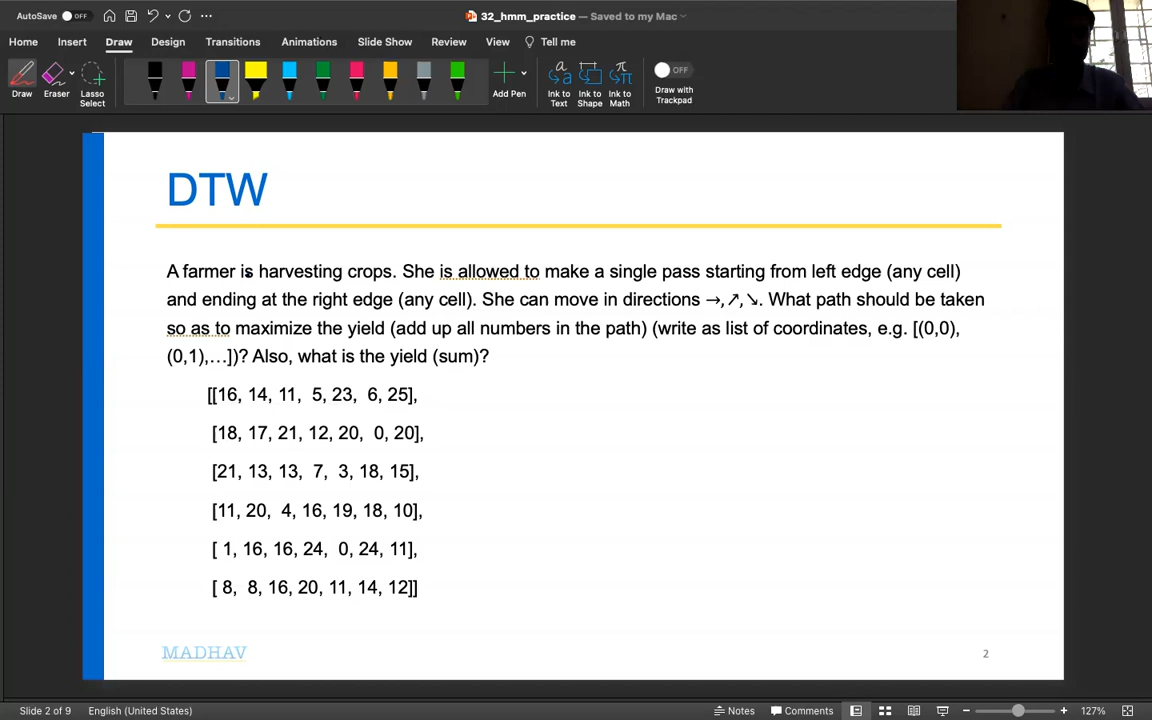 AutoSave OFF 32_hmm_practice — Saved to my Mac
Home Insert Draw Design Transitions Animations Slide Show Review View Tell me
Draw Eraser Lasso Select Add Pen Ink to Text Ink to Shape Ink to Math OFF Draw with Trackpad
DTW
A farmer is harvesting crops. She is allowed to make a single pass starting from left edge (any cell)
and ending at the right edge (any cell). She can move in directions →,↗,↘. What path should be taken
so as to maximize the yield (add up all numbers in the path) (write as list of coordinates, e.g. [(0,0),
(0,1),…])? Also, what is the yield (sum)?
[[16, 14, 11, 5, 23, 6, 25],
[18, 17, 21, 12, 20, 0, 20],
[21, 13, 13, 7, 3, 18, 15],
[11, 20, 4, 16, 19, 18, 10],
[ 1, 16, 16, 24, 0, 24, 11],
[ 8, 8, 16, 20, 11, 14, 12]]
MADHAV 2
Slide 2 of 9 English (United States) Notes Comments 127%